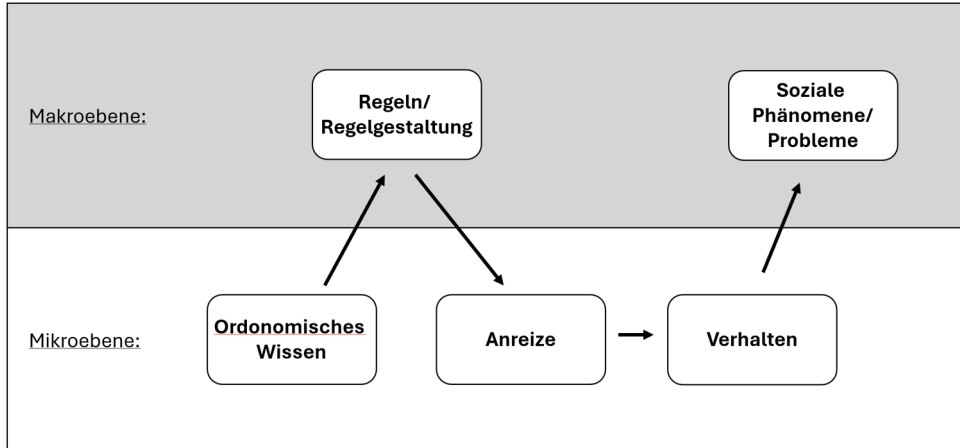 Makroebene:
Regeln/
Regelgestaltung
Soziale
Phänomene/
Probleme
Mikroebene:
Ordonomisches
Wissen
Anreize
Verhalten